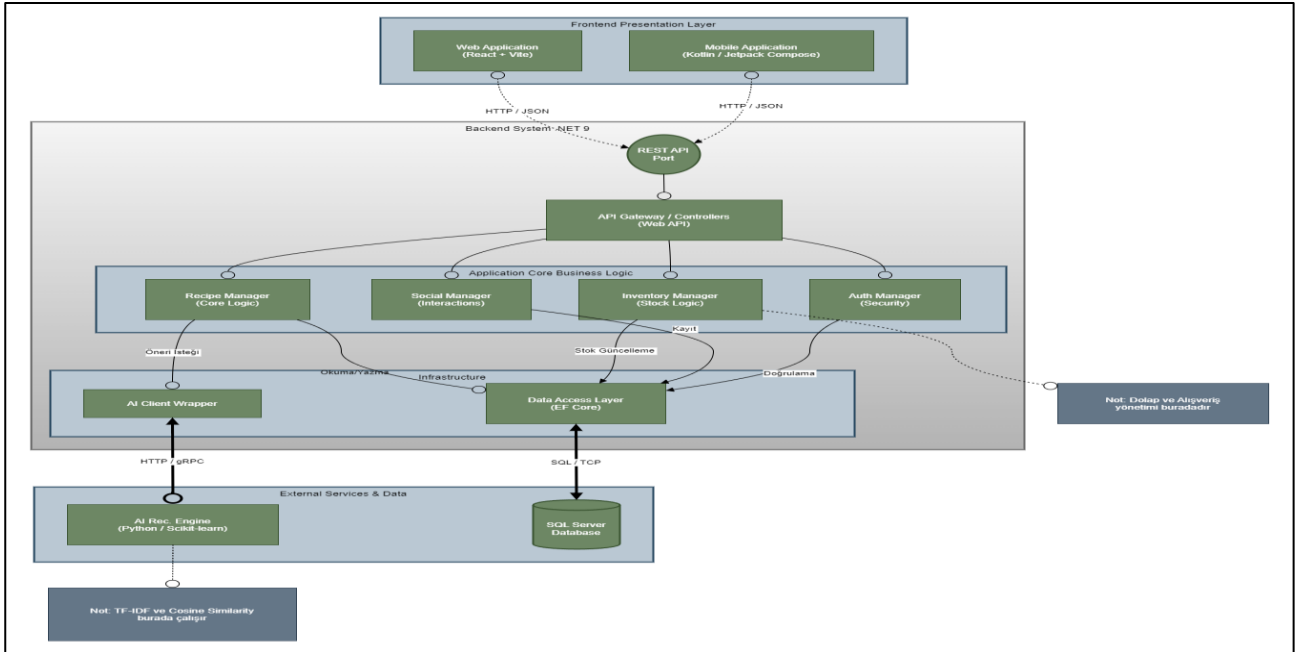 Frontend Presentation Layer
Web Application
(React + Vite)
Mobile Application
(Kotlin / Jetpack Compose)
HTTP / JSON
HTTP / JSON
Backend System -NET 9
REST API
Port
API Gateway / Controllers
(Web API)
Application Core Business Logic
Recipe Manager
(Core Logic)
Social Manager
(Interactions)
Inventory Manager
(Stock Logic)
Auth Manager
(Security)
Kayıt
Öneri İsteği
Stok Güncelleme
Okuma/Yazma
Infrastructure
Doğrulama
AI Client Wrapper
Data Access Layer
(EF Core)
Not: Dolap ve Alışveriş
yönetimi buradadır
HTTP / gRPC
SQL / TCP
External Services & Data
AI Rec. Engine
(Python / Scikit-learn)
SQL Server
Database
Not: TF-IDF ve Cosine Similarity
burada çalışır